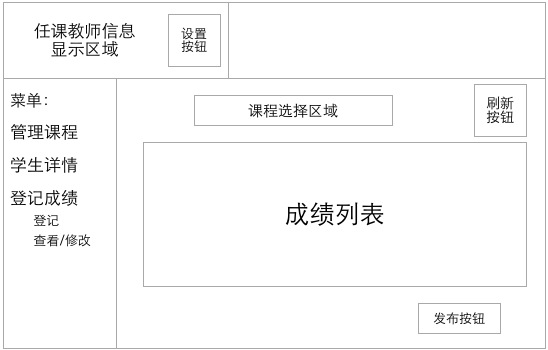 任课教师信息
显示区域
设置
按钮
菜单：
管理课程
学生详情
登记成绩
登记
查看/修改
课程选择区域
刷新
按钮
成绩列表
发布按钮